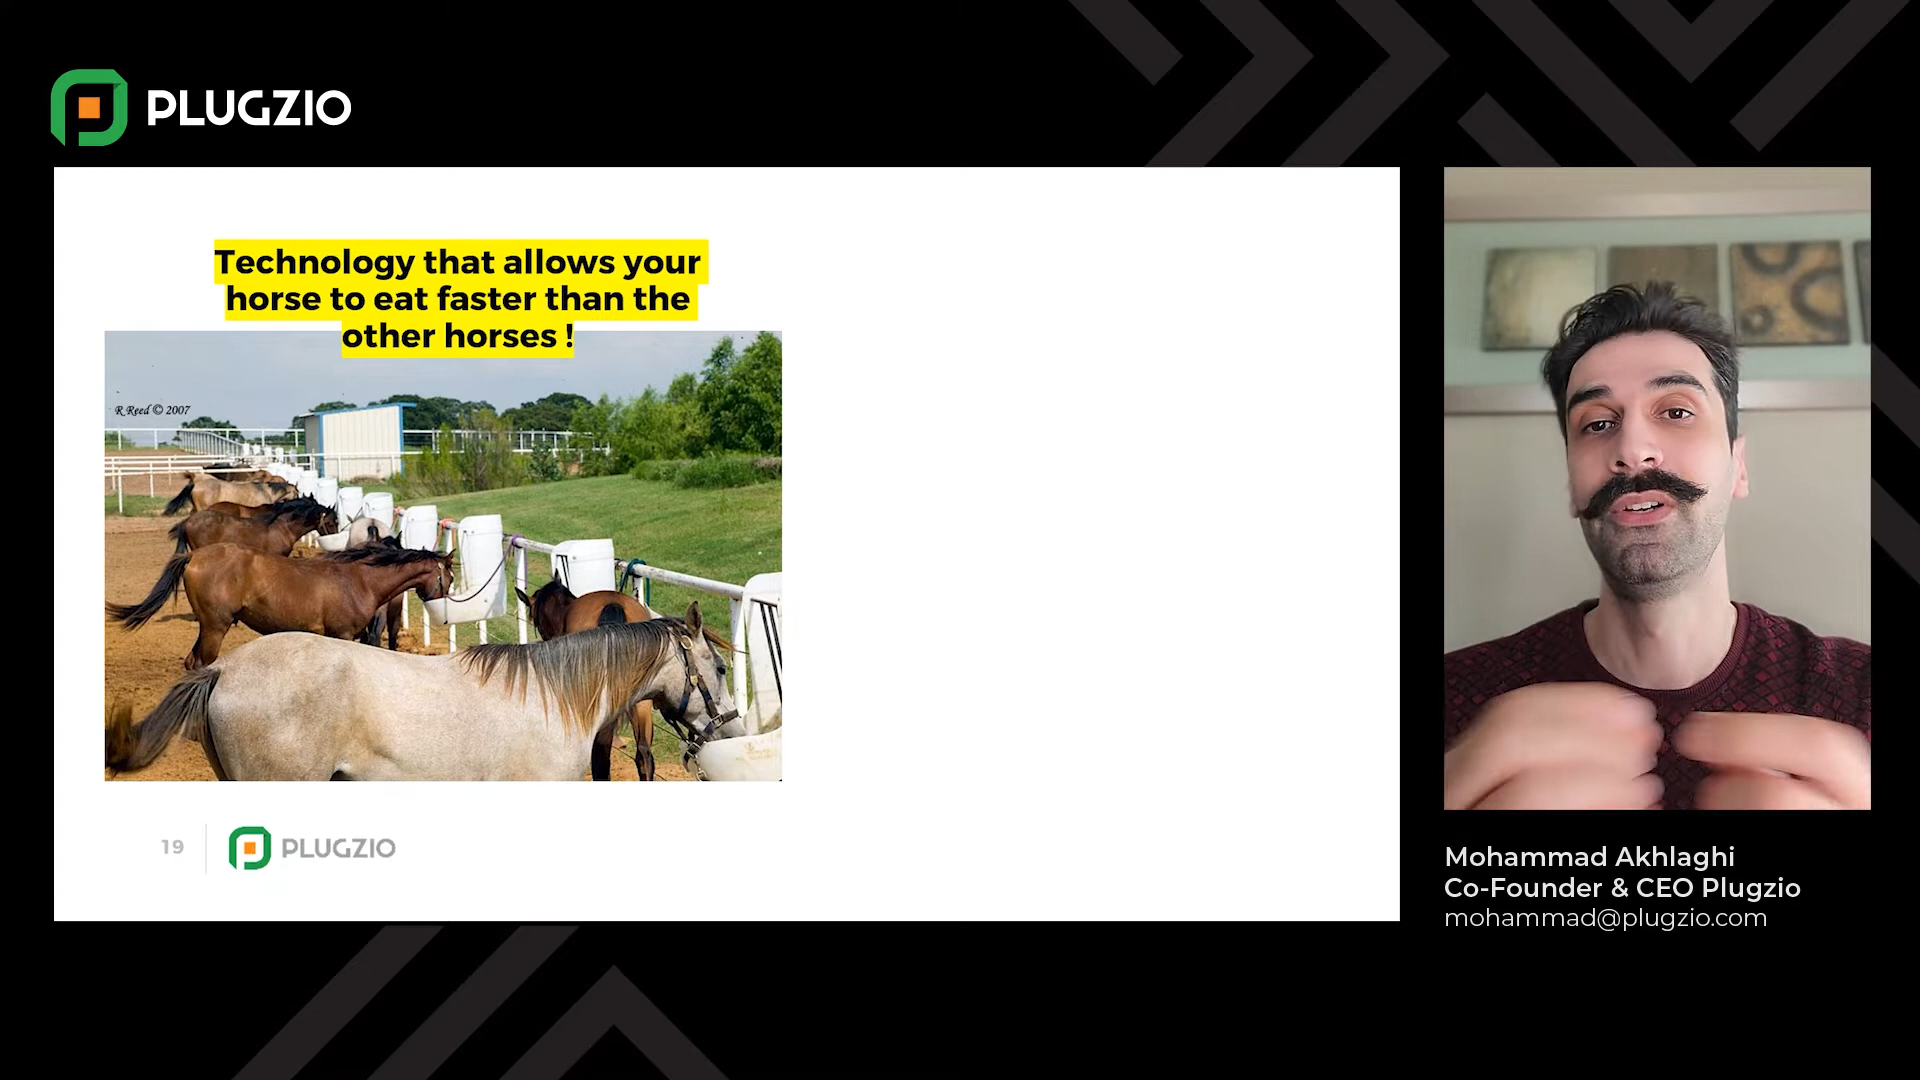 PLUGZIO
Technology that allows your
horse to eat faster than the
other horses !
R Reed © 2007
19
PLUGZIO
Mohammad Akhlaghi
Co-Founder & CEO Plugzio
mohammad@plugzio.com